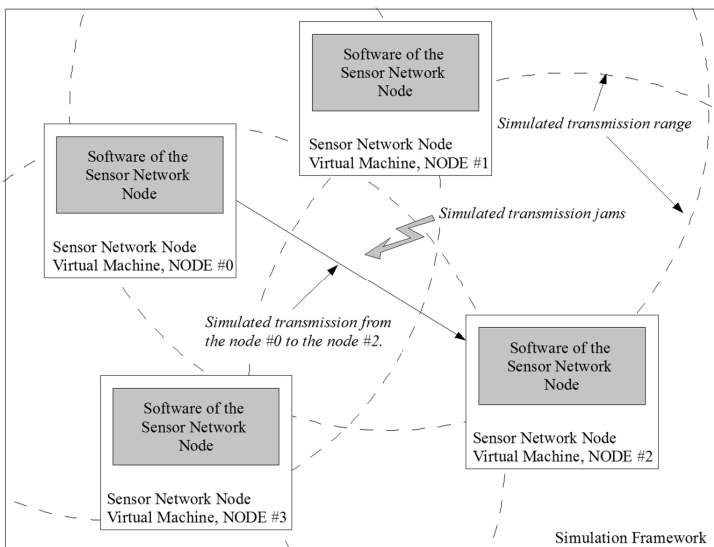 Software of the
Sensor Network
Node
Sensor Network Node
Virtual Machine, NODE #1
Simulated transmission range
Software of the
Sensor Network
Node
Sensor Network Node
Virtual Machine, NODE #0
Simulated transmission jams
Simulated transmission from
the node #0 to the node #2.
Software of the
Sensor Network
Node
Sensor Network Node
Virtual Machine, NODE #2
Software of the
Sensor Network
Node
Sensor Network Node
Virtual Machine, NODE #3
Simulation Framework